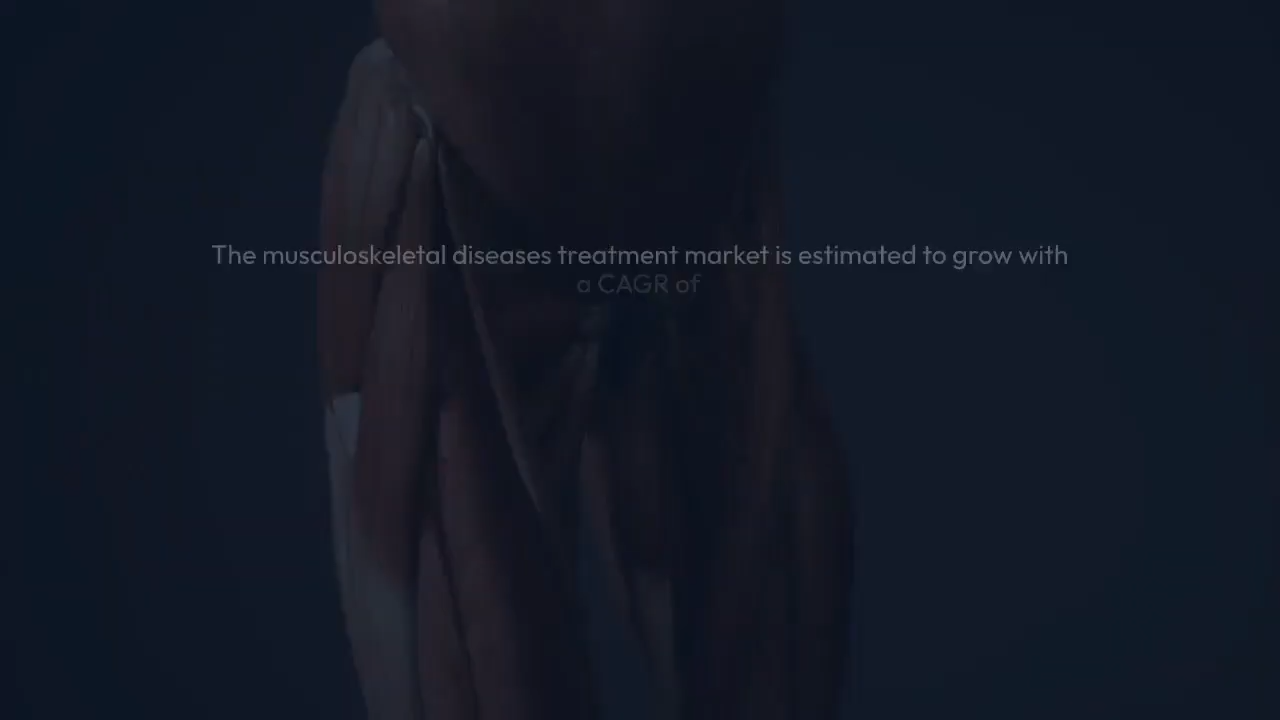 The musculoskeletal diseases treatment market is estimated to grow with
a CAGR of